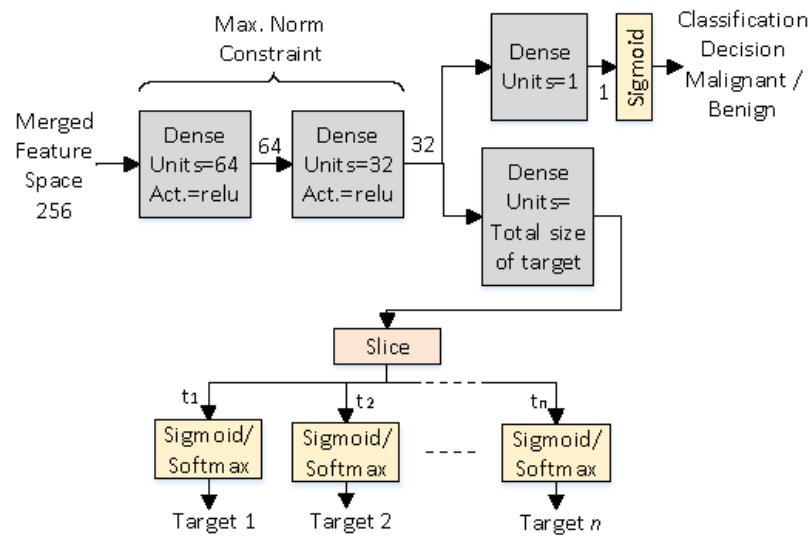 Max. Norm
Constraint
Merged
Feature
Space
256
Dense
Units=64
Act.=relu
64
Dense
Units=32
Act.=relu
32
Dense
Units=1
1
Sigmoid
Classification
Decision
Malignant /
Benign
Dense
Units=
Total size
of target
Slice
t1
t2
tn
Sigmoid/
Softmax
Sigmoid/
Softmax
Sigmoid/
Softmax
Target 1
Target 2
Target n